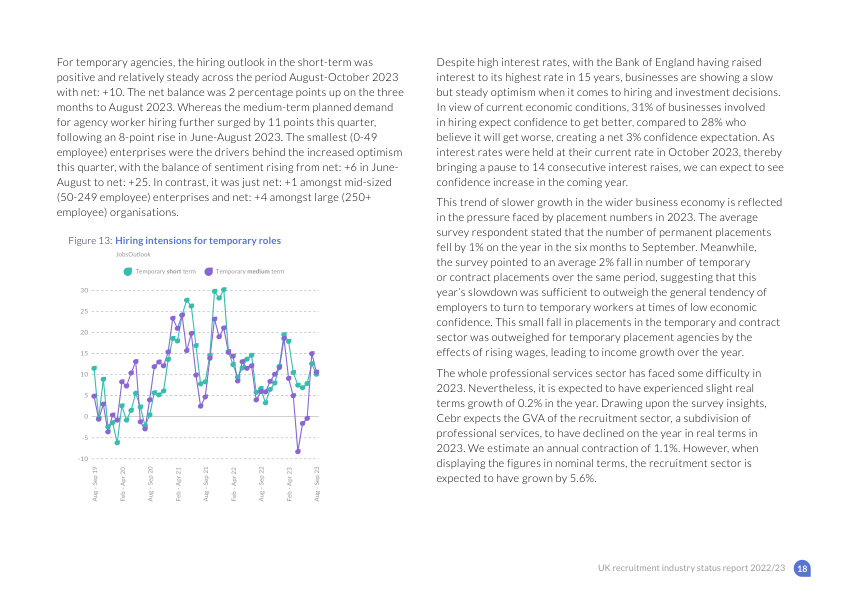 For temporary agencies, the hiring outlook in the short-term was
positive and relatively steady across the period August-October 2023
with net: +10. The net balance was 2 percentage points up on the three
months to August 2023. Whereas the medium-term planned demand
for agency worker hiring further surged by 11 points this quarter,
following an 8-point rise in June-August 2023. The smallest (0-49
employee) enterprises were the drivers behind the increased optimism
this quarter, with the balance of sentiment rising from net: +6 in June-
August to net: +25. In contrast, it was just net: +1 amongst mid-sized
(50-249 employee) enterprises and net: +4 amongst large (250+
employee) organisations.
Figure 13: Hiring intensions for temporary roles
JobsOutlook
Temporary short term
Temporary medium term
30
25
20
15
10
5
0
-5
-10
Aug - Sep 19
Feb - Apr 20
Aug - Sep 20
Feb - Apr 21
Aug - Sep 21
Feb - Apr 22
Aug - Sep 22
Feb - Apr 23
Aug - Sep 23
Despite high interest rates, with the Bank of England having raised
interest to its highest rate in 15 years, businesses are showing a slow
but steady optimism when it comes to hiring and investment decisions.
In view of current economic conditions, 31% of businesses involved
in hiring expect confidence to get better, compared to 28% who
believe it will get worse, creating a net 3% confidence expectation. As
interest rates were held at their current rate in October 2023, thereby
bringing a pause to 14 consecutive interest raises, we can expect to see
confidence increase in the coming year.
This trend of slower growth in the wider business economy is reflected
in the pressure faced by placement numbers in 2023. The average
survey respondent stated that the number of permanent placements
fell by 1% on the year in the six months to September. Meanwhile,
the survey pointed to an average 2% fall in number of temporary
or contract placements over the same period, suggesting that this
year's slowdown was sufficient to outweigh the general tendency of
employers to turn to temporary workers at times of low economic
confidence. This small fall in placements in the temporary and contract
sector was outweighed for temporary placement agencies by the
effects of rising wages, leading to income growth over the year.
The whole professional services sector has faced some difficulty in
2023. Nevertheless, it is expected to have experienced slight real
terms growth of 0.2% in the year. Drawing upon the survey insights,
Cebr expects the GVA of the recruitment sector, a subdivision of
professional services, to have declined on the year in real terms in
2023. We estimate an annual contraction of 1.1%. However, when
displaying the figures in nominal terms, the recruitment sector is
expected to have grown by 5.6%.
UK recruitment industry status report 2022/23
18